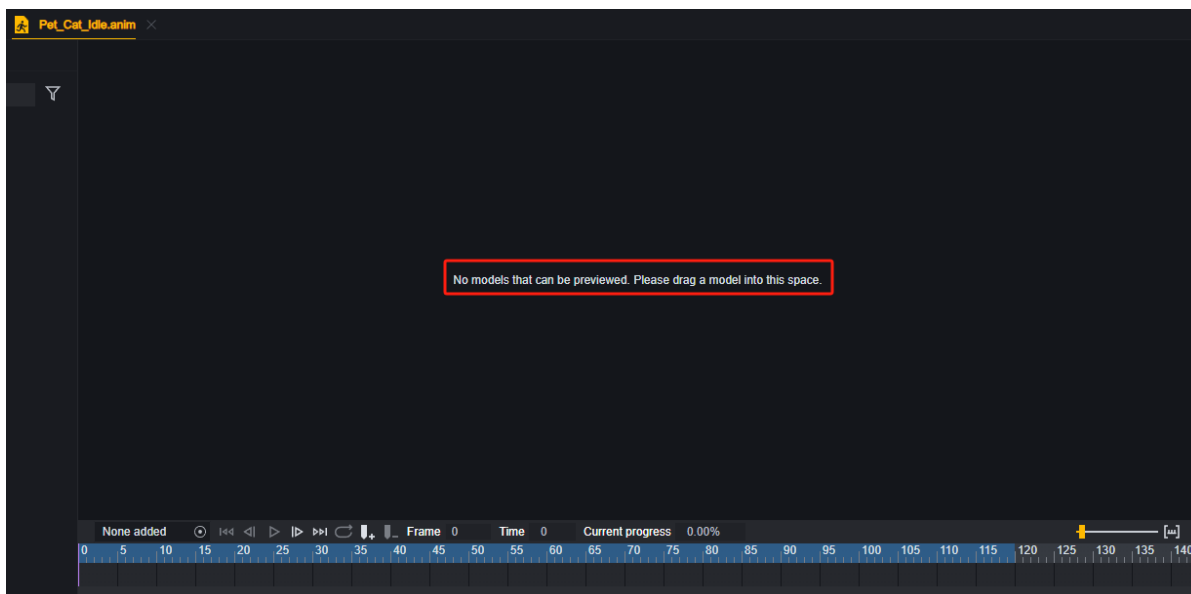 Pet_Cat_Idle.anim
No models that can be previewed. Please drag a model into this space.
None added Frame 0 Time 0 Current progress 0.00%
0 5 10 15 20 25 30 35 40 45 50 55 60 65 70 75 80 85 90 95 100 105 110 115 120 125 130 135 140